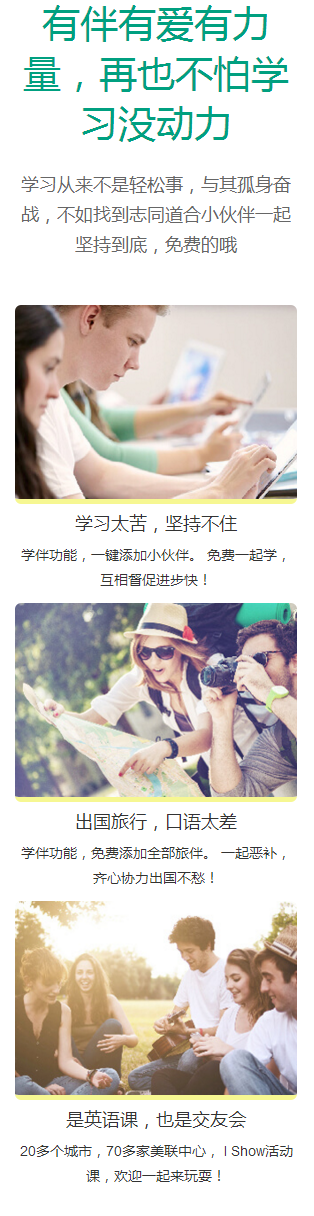 有伴有爱有力
量，再也不怕学
习没动力
学习从来不是轻松事，与其孤身奋
战，不如找到志同道合小伙伴一起
坚持到底，免费的哦
学习太苦，坚持不住
学伴功能，一键添加小伙伴。 免费一起学，
互相督促进步快！
出国旅行，口语太差
学伴功能，免费添加全部旅伴。 一起恶补，
齐心协力出国不愁！
是英语课，也是交友会
20多个城市，70多家美联中心， I Show活动
课，欢迎一起来玩耍！